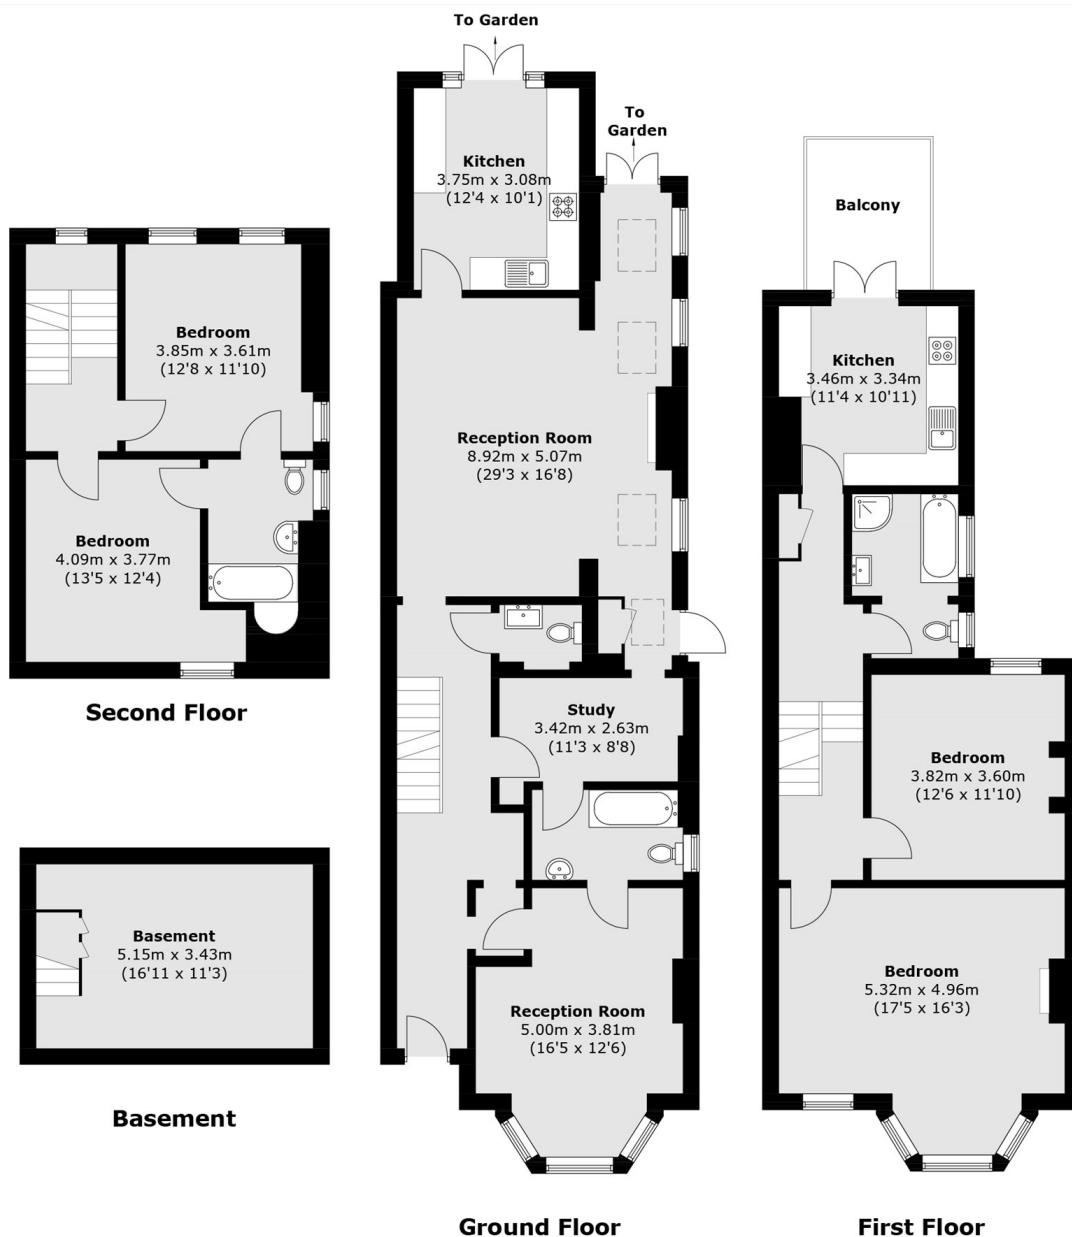 To Garden
To
Garden
Kitchen
3.75m x 3.08m
(12'4 x 10'1)
Balcony
Bedroom
3.85m x 3.61m
(12'8 x 11'10)
Kitchen
3.46m x 3.34m
(11'4 x 10'11)
Reception Room
8.92m x 5.07m
(29'3 x 16'8)
Bedroom
4.09m x 3.77m
(13'5 x 12'4)
Second Floor
Study
3.42m x 2.63m
(11'3 x 8'8)
Bedroom
3.82m x 3.60m
(12'6 x 11'10)
Basement
5.15m x 3.43m
(16'11 x 11'3)
Bedroom
5.32m x 4.96m
(17'5 x 16'3)
Reception Room
5.00m x 3.81m
(16'5 x 12'6)
Basement
Ground Floor
First Floor